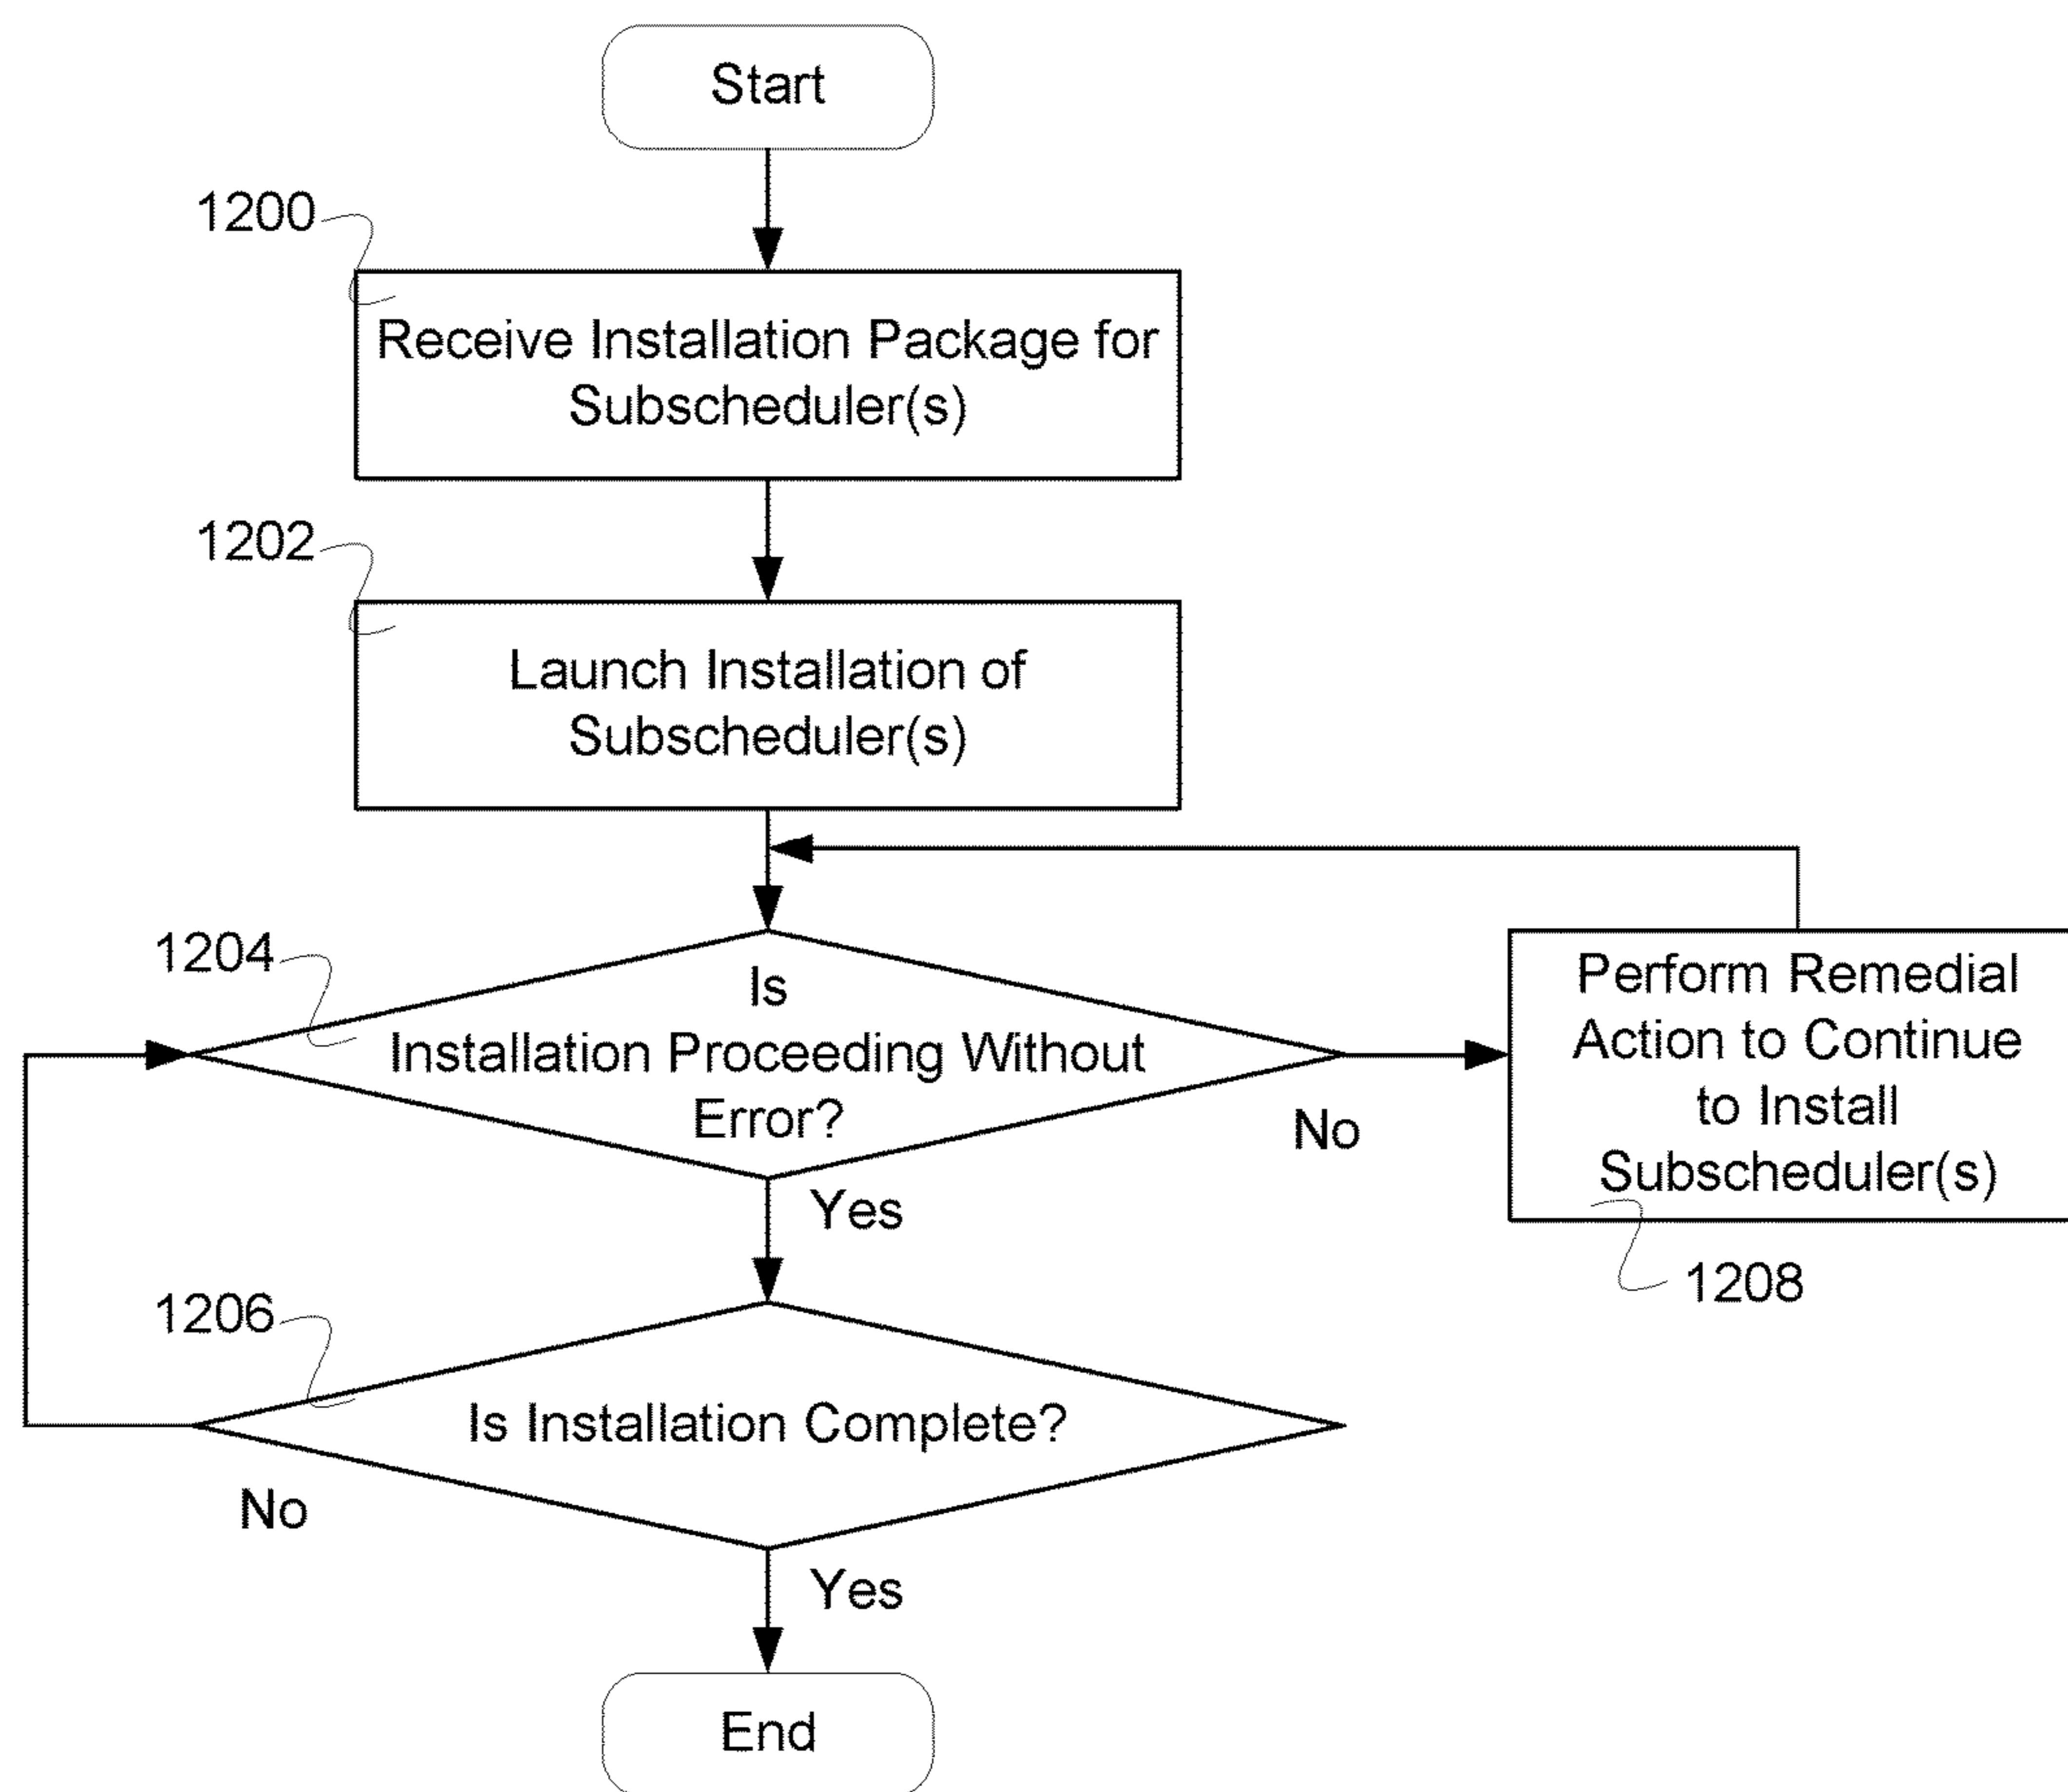 Start
1200
Receive Installation Package for
Subscheduler(s)
1202
Launch Installation of
Subscheduler(s)
1204
Is
Installation Proceeding Without
Error?
No
Yes
Perform Remedial
Action to Continue
to Install
Subscheduler(s)
1208
1206
Is Installation Complete?
No
Yes
End